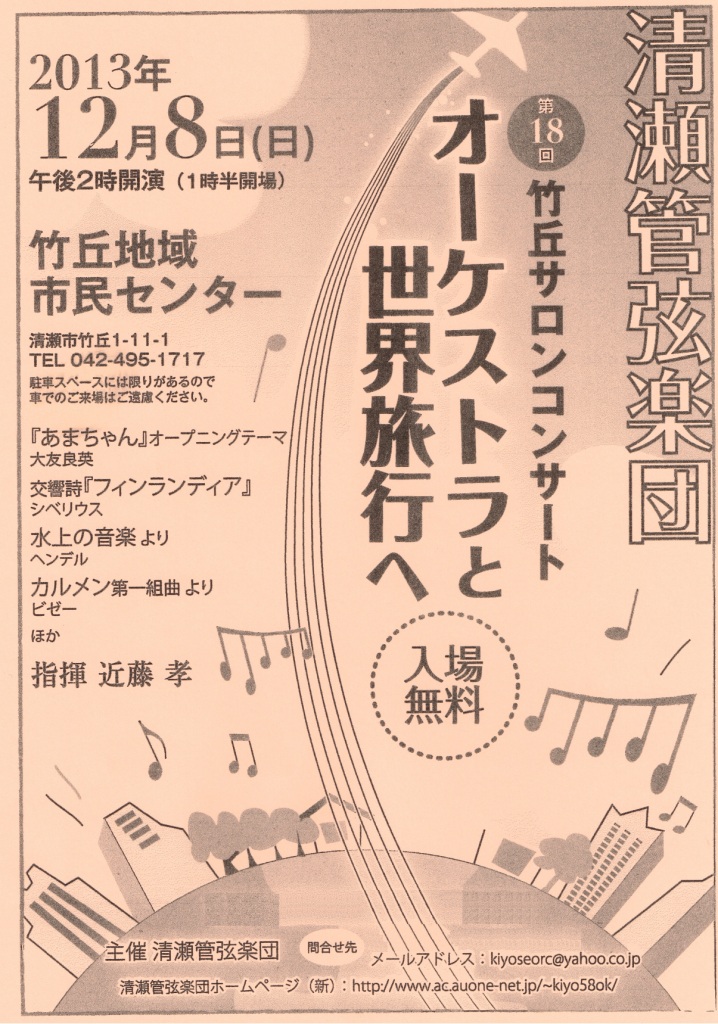 清瀬管弦楽団
第18回
竹丘サロンコンサート
オーケストラと
世界旅行へ
入場
無料
2013年
12月8日(日)
午後2時開演（1時半開場）
竹丘地域
市民センター
清瀬市竹丘1-11-1
TEL 042-495-1717
駐車スペースには限りがあるので
車でのご来場はご遠慮ください。
『あまちゃん』オープニングテーマ
大友良英
交響詩『フィンランディア』
シベリウス
水上の音楽 より
ヘンデル
カルメン第一組曲 より
ビゼー
ほか
指揮 近藤 孝
主催 清瀬管弦楽団
問合せ先
メールアドレス：kiyoseorc@yahoo.co.jp
清瀬管弦楽団ホームページ（新）：http://www.ac.auone-net.jp/~kiyo58ok/